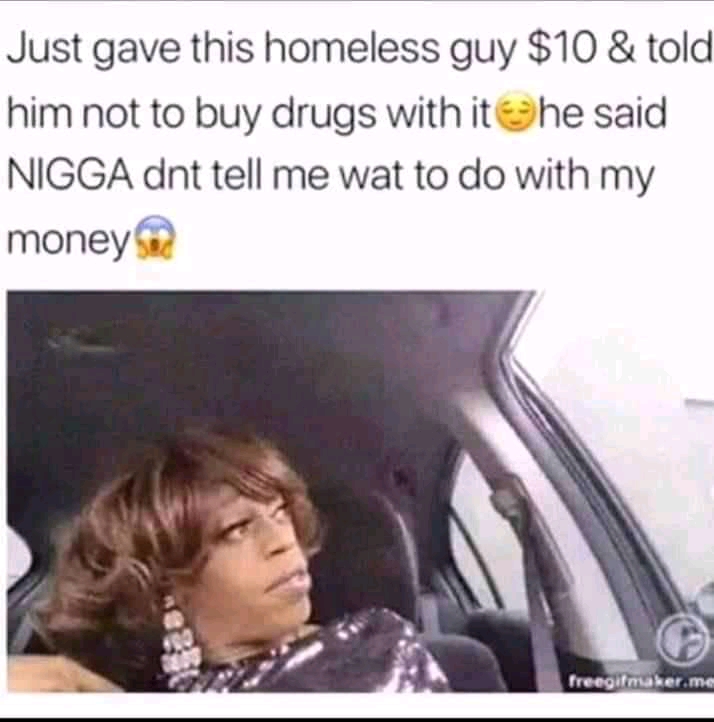 Just gave this homeless guy $10 & told
him not to buy drugs with it😌he said
NIGGA dnt tell me wat to do with my
money😱
freegifmaker.me